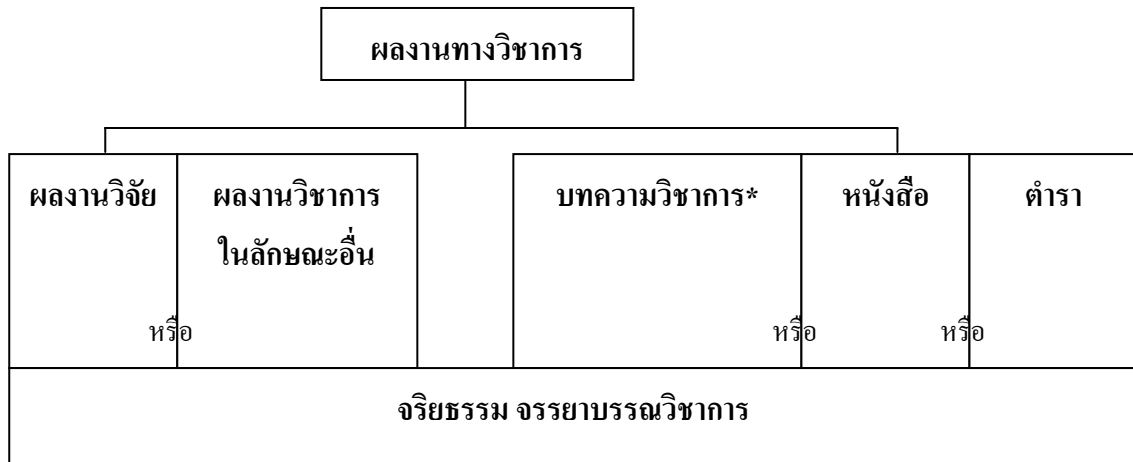 ผลงานทางวิชาการ
ผลงานวิจัย
ผลงานวิชาการ
ในลักษณะอื่น
บทความวิชาการ*
หนังสือ
ตำรา
หรือ
หรือ
หรือ
จริยธรรม จรรยาบรรณวิชาการ